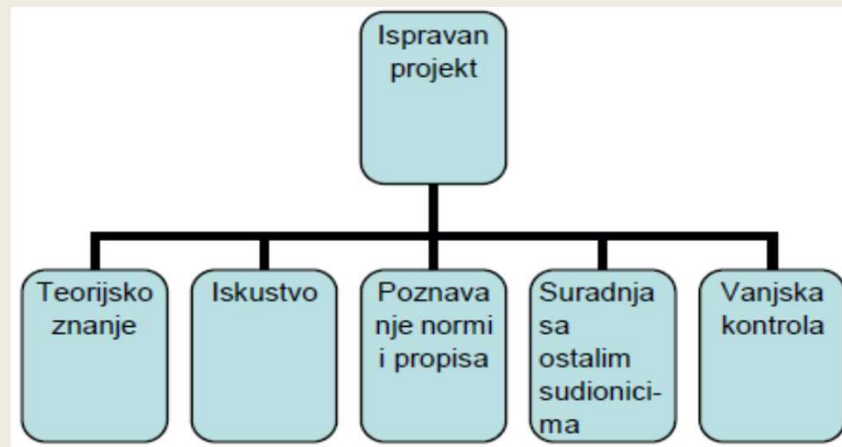 Ispravan
projekt
Teorijsko
znanje
Iskustvo
Poznava
nje normi
i propisa
Suradnja
sa
ostalim
sudionici-
ma
Vanjska
kontrola